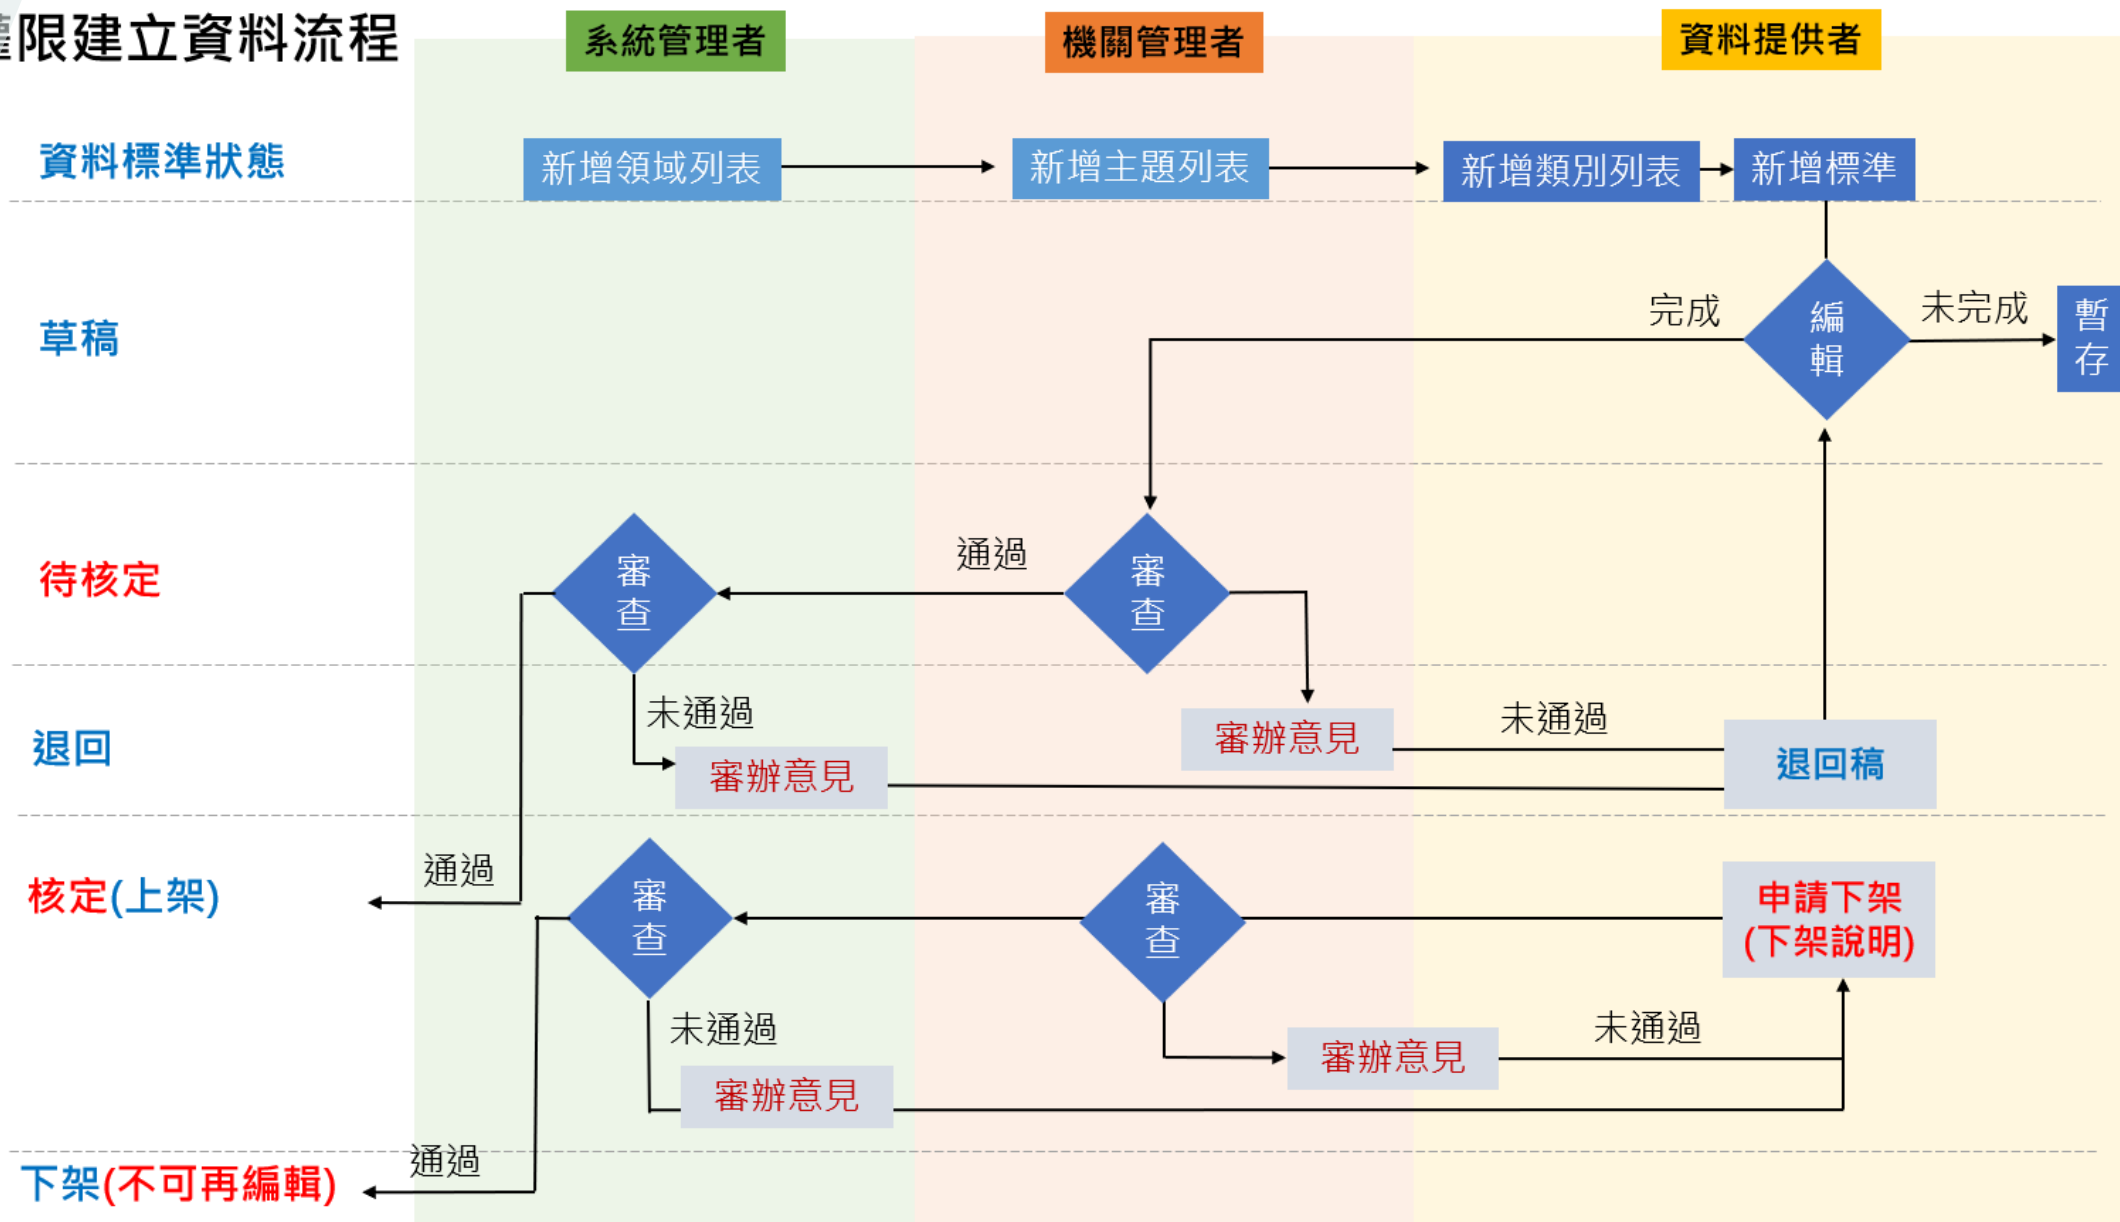 權限建立資料流程
系統管理者
機關管理者
資料提供者
資料標準狀態
新增領域列表
新增主題列表
新增類別列表
新增標準
草稿
完成
編
輯
未完成
暫
存
待核定
審
查
通過
審
查
退回
未通過
審辦意見
審辦意見
未通過
退回稿
核定(上架)
通過
審
查
審
查
申請下架
(下架說明)
未通過
審辦意見
審辦意見
未通過
下架(不可再編輯)
通過